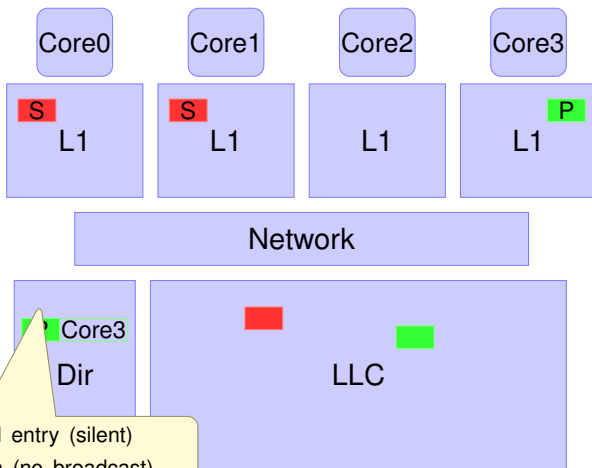 Core0 Core1 Core2 Core3
S S P
L1 L1 L1 L1
Network
Core3
Dir LLC
entry (silent)
(no broadcast)